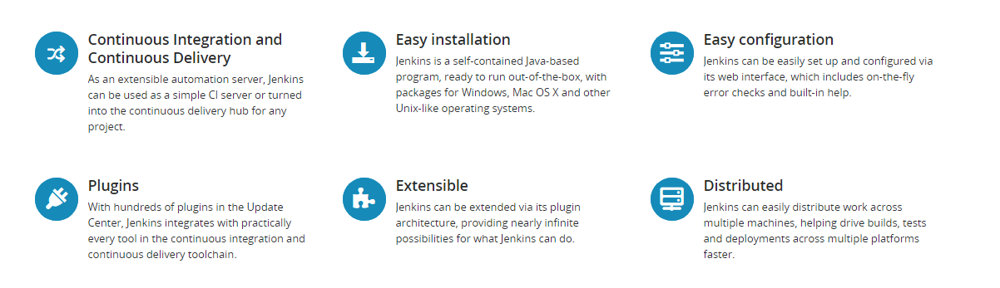 Continuous Integration and
Continuous Delivery
As an extensible automation server, Jenkins
can be used as a simple CI server or turned
into the continuous delivery hub for any
project.
Easy installation
Jenkins is a self-contained Java-based
program, ready to run out-of-the-box, with
packages for Windows, Mac OS X and other
Unix-like operating systems.
Easy configuration
Jenkins can be easily set up and configured via
its web interface, which includes on-the-fly
error checks and built-in help.
Plugins
With hundreds of plugins in the Update
Center, Jenkins integrates with practically
every tool in the continuous integration and
continuous delivery toolchain.
Extensible
Jenkins can be extended via its plugin
architecture, providing nearly infinite
possibilities for what Jenkins can do.
Distributed
Jenkins can easily distribute work across
multiple machines, helping drive builds, tests
and deployments across multiple platforms
faster.